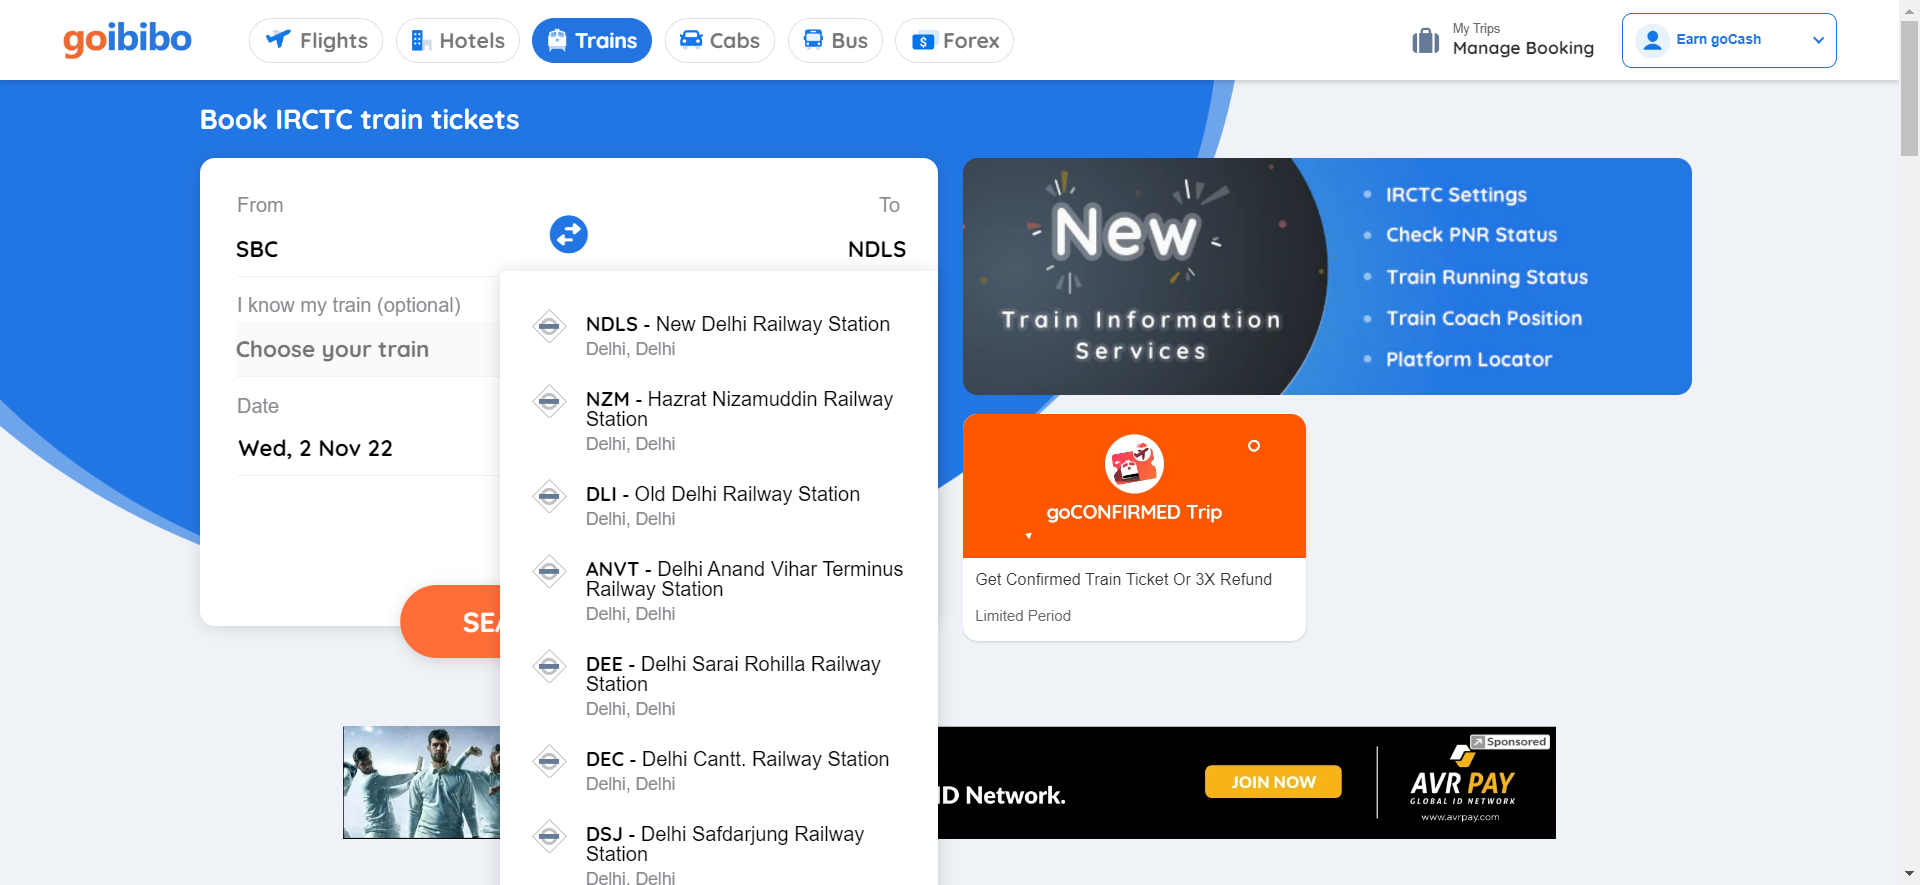 goibibo
Flights
Hotels
Trains
Cabs
Bus
$
Forex
My Trips
Manage Booking
Earn goCash
Book IRCTC train tickets
From
To
SBC
NDLS
I know my train (optional)
Choose your train
Date
Wed, 2 Nov 22
NDLS - New Delhi Railway Station
Delhi, Delhi
NZM - Hazrat Nizamuddin Railway
Station
Delhi, Delhi
DLI - Old Delhi Railway Station
Delhi, Delhi
ANVT - Delhi Anand Vihar Terminus
Railway Station
Delhi, Delhi
DEE - Delhi Sarai Rohilla Railway
Station
Delhi, Delhi
DEC - Delhi Cantt. Railway Station
Delhi, Delhi
DSJ - Delhi Safdarjung Railway
Station
Delhi, Delhi
New
Train Information
Services
• IRCTC Settings
• Check PNR Status
• Train Running Status
• Train Coach Position
• Platform Locator
goCONFIRMED Trip
Get Confirmed Train Ticket Or 3X Refund
Limited Period
ID Network.
JOIN NOW
Sponsored
AVR PAY
GLOBAL ID NETWORK
www.avrpay.com